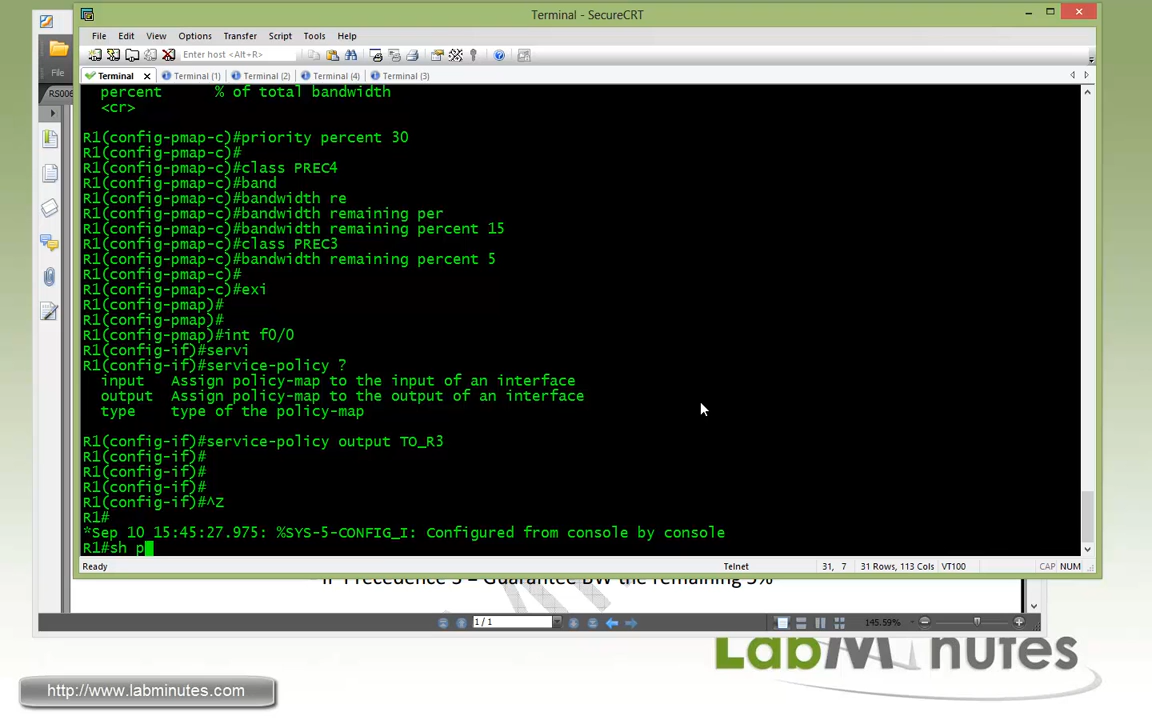 Terminal - SecureCRT
File Edit View Options Transfer Script Tools Help
Enter host <Alt+R>
File
Terminal Terminal (1) Terminal (2) Terminal (4) Terminal (3)
RS006
percent % of total bandwidth
<cr>
R1(config-pmap-c)#priority percent 30
R1(config-pmap-c)#
R1(config-pmap-c)#class PREC4
R1(config-pmap-c)#band
R1(config-pmap-c)#bandwidth re
R1(config-pmap-c)#bandwidth remaining per
R1(config-pmap-c)#bandwidth remaining percent 15
R1(config-pmap-c)#class PREC3
R1(config-pmap-c)#bandwidth remaining percent 5
R1(config-pmap-c)#
R1(config-pmap-c)#exi
R1(config-pmap)#
R1(config-pmap)#
R1(config-pmap)#int f0/0
R1(config-if)#servi
R1(config-if)#service-policy ?
input Assign policy-map to the input of an interface
output Assign policy-map to the output of an interface
type type of the policy-map
R1(config-if)#service-policy output TO_R3
R1(config-if)#
R1(config-if)#
R1(config-if)#
R1(config-if)#^Z
R1#
*Sep 10 15:45:27.975: %SYS-5-CONFIG_I: Configured from console by console
R1#sh p
Ready Telnet 31, 7 31 Rows, 113 Cols VT100 CAP NUM
- If Precedence 3 = Guarantee BW the remaining 5%
1 / 1 145.59%
LabMinutes
http://www.labminutes.com